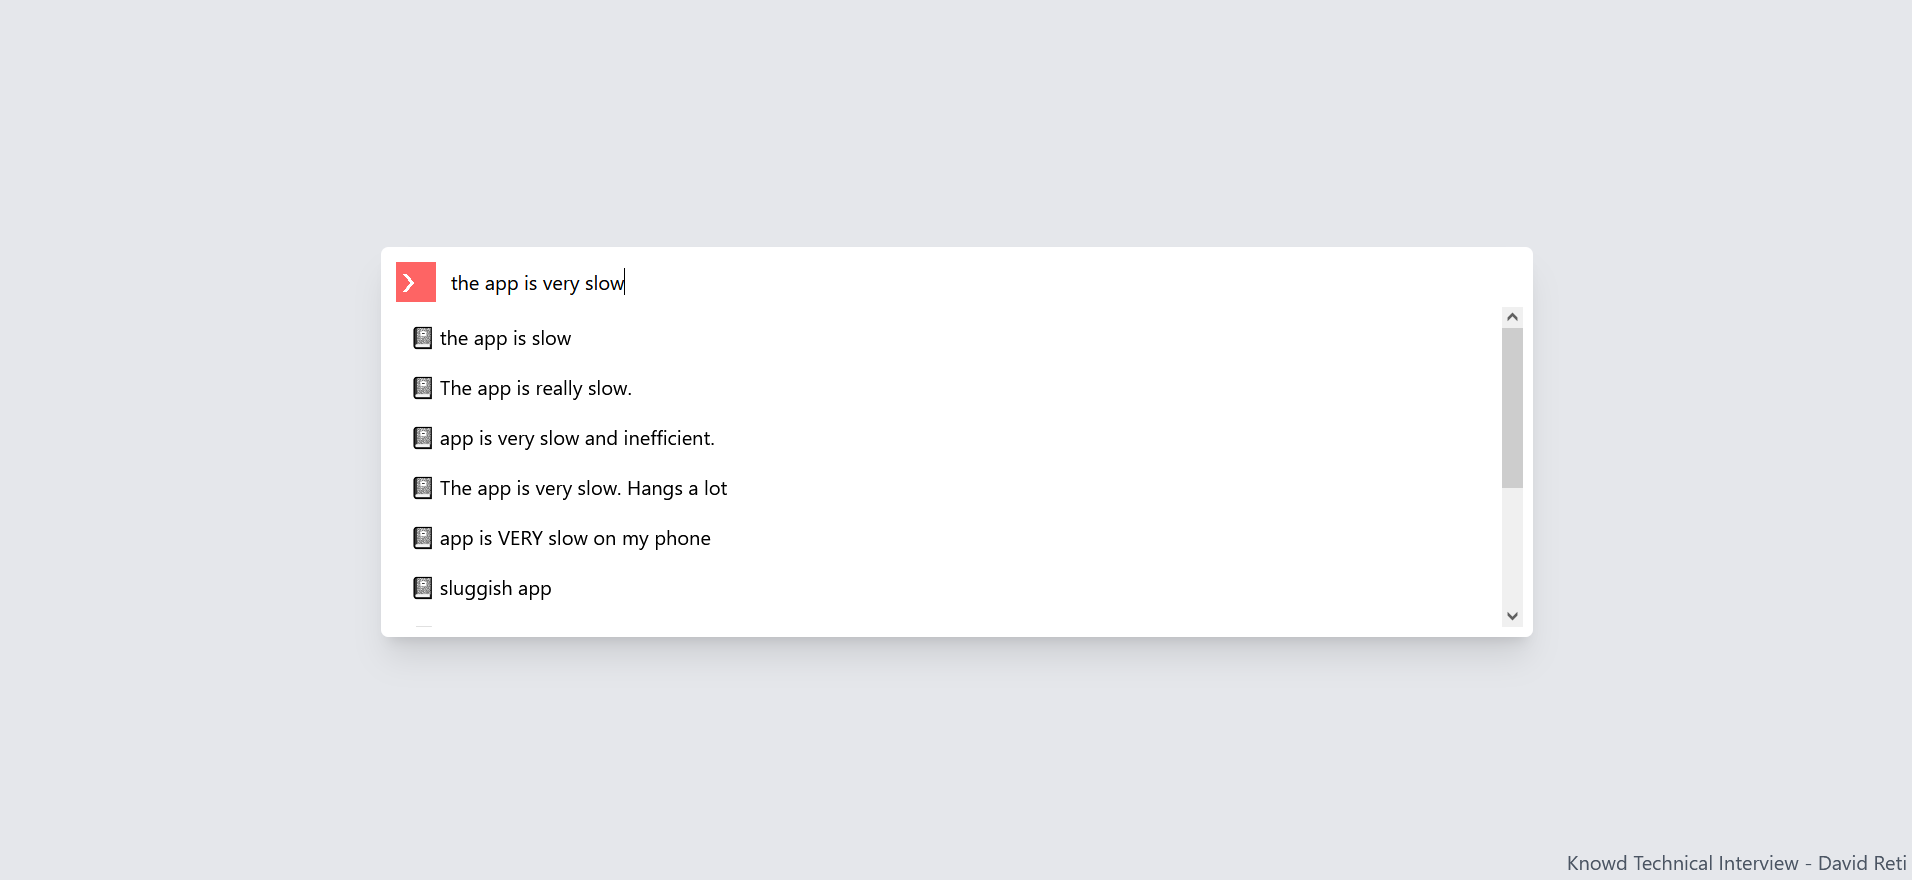 the app is very slow
the app is slow
The app is really slow.
app is very slow and inefficient.
The app is very slow. Hangs a lot
app is VERY slow on my phone
sluggish app
Knowd Technical Interview - David Reti